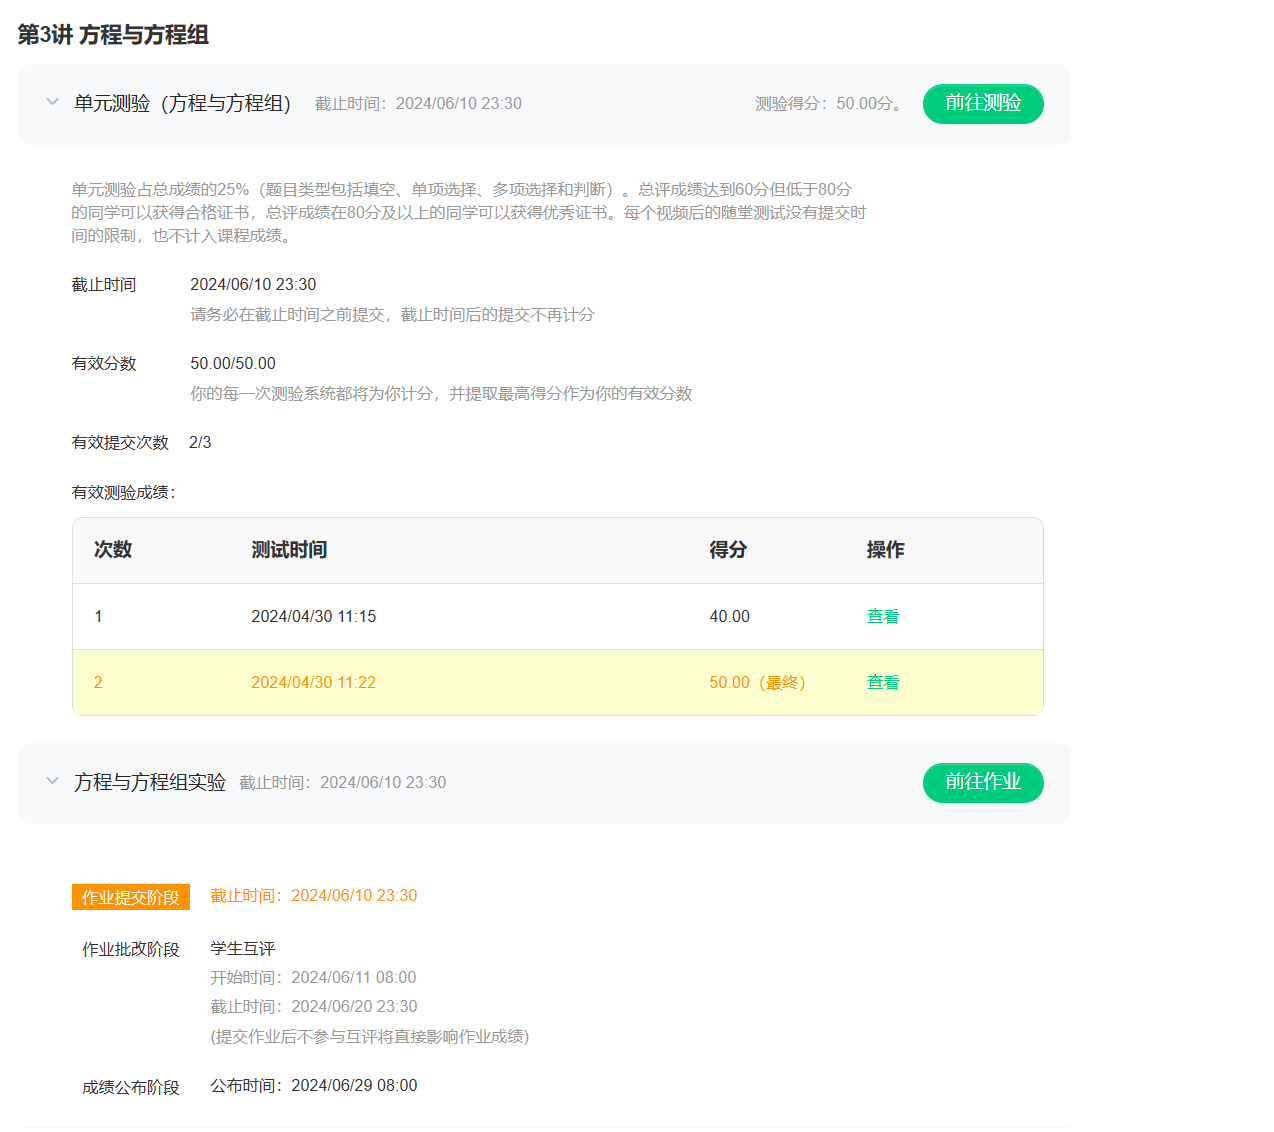 第3讲 方程与方程组
单元测验（方程与方程组） 截止时间：2024/06/10 23:30 测验得分：50.00分。 前往测验
单元测验占总成绩的25%（题目类型包括填空、单项选择、多项选择和判断）。总评成绩达到60分但低于80分
的同学可以获得合格证书，总评成绩在80分及以上的同学可以获得优秀证书。每个视频后的随堂测试没有提交时
间的限制，也不计入课程成绩。
截止时间 2024/06/10 23:30
请务必在截止时间之前提交，截止时间后的提交不再计分
有效分数 50.00/50.00
你的每一次测验系统都将为你计分，并提取最高得分作为你的有效分数
有效提交次数 2/3
有效测验成绩：
次数 测试时间 得分 操作
1 2024/04/30 11:15 40.00 查看
2 2024/04/30 11:22 50.00（最终） 查看
方程与方程组实验 截止时间：2024/06/10 23:30 前往作业
作业提交阶段 截止时间：2024/06/10 23:30
作业批改阶段 学生互评
开始时间：2024/06/11 08:00
截止时间：2024/06/20 23:30
(提交作业后不参与互评将直接影响作业成绩)
成绩公布阶段 公布时间：2024/06/29 08:00